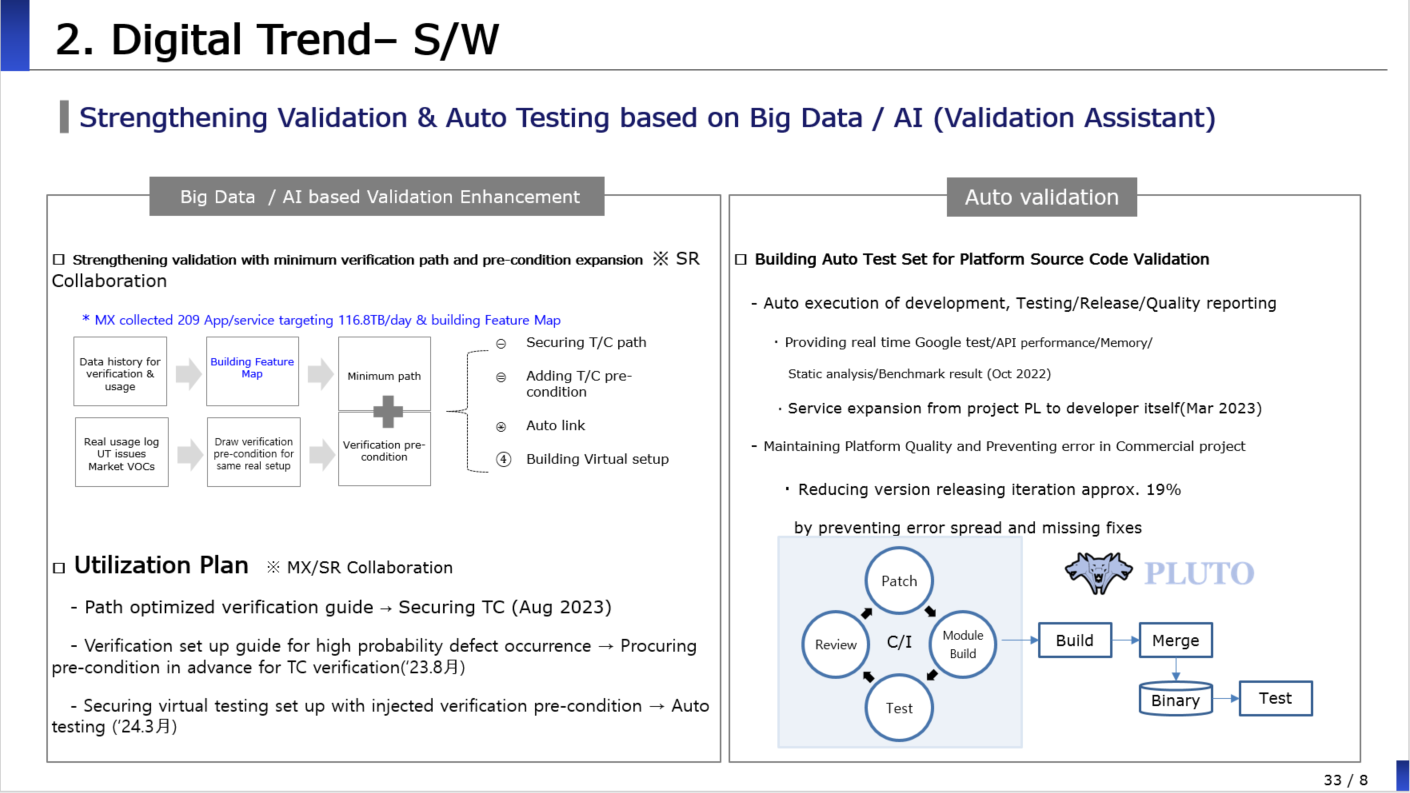 2. Digital Trend– S/W
Strengthening Validation & Auto Testing based on Big Data / AI (Validation Assistant)
Big Data / AI based Validation Enhancement
□ Strengthening validation with minimum verification path and pre-condition expansion ※ SR
Collaboration
* MX collected 209 App/service targeting 116.8TB/day & building Feature Map
Data history for
verification &
usage
Building Feature
Map
Minimum path
Real usage log
UT issues
Market VOCs
Draw verification
pre-condition for
same real setup
Verification pre-
condition
㊀ Securing T/C path
㊁ Adding T/C pre-
condition
Auto link
④ Building Virtual setup
□ Utilization Plan ※ MX/SR Collaboration
- Path optimized verification guide → Securing TC (Aug 2023)
- Verification set up guide for high probability defect occurrence → Procuring
pre-condition in advance for TC verification('23.8月)
- Securing virtual testing set up with injected verification pre-condition → Auto
testing ('24.3月)
Auto validation
□ Building Auto Test Set for Platform Source Code Validation
- Auto execution of development, Testing/Release/Quality reporting
· Providing real time Google test/API performance/Memory/
Static analysis/Benchmark result (Oct 2022)
· Service expansion from project PL to developer itself(Mar 2023)
- Maintaining Platform Quality and Preventing error in Commercial project
· Reducing version releasing iteration approx. 19%
by preventing error spread and missing fixes
Patch
Review
C/I
Module
Build
Test
PLUTO
Build
Merge
Binary
Test
33 / 8